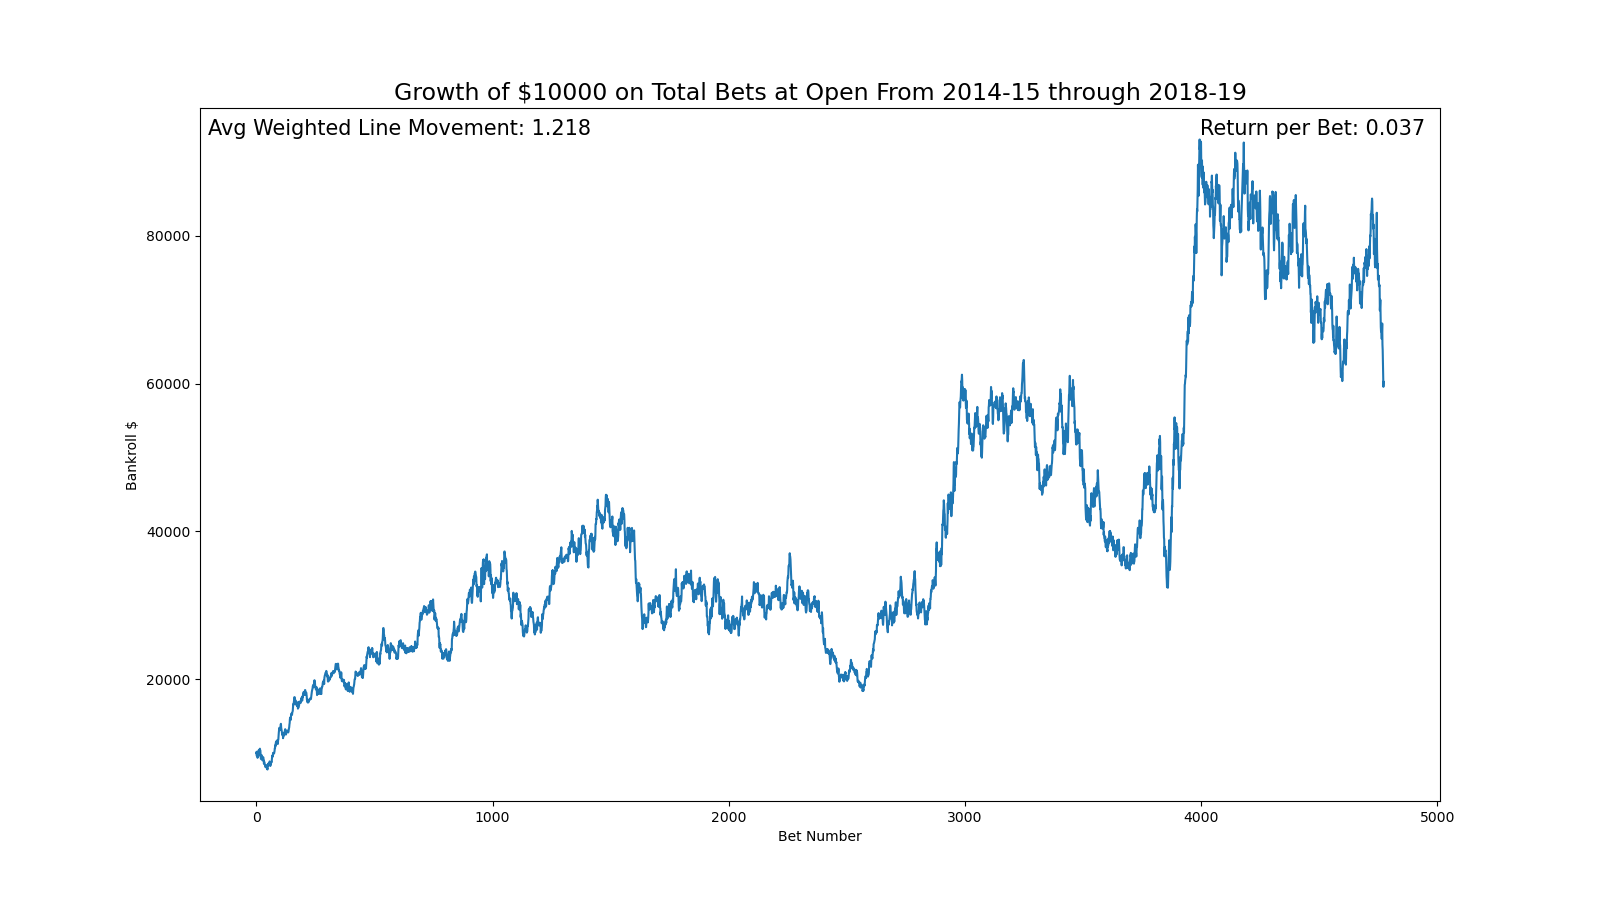 Growth of $10000 on Total Bets at Open From 2014-15 through 2018-19
Avg Weighted Line Movement: 1.218
Return per Bet: 0.037
80000
60000
40000
20000
Bankroll $
0
1000
2000
3000
4000
5000
Bet Number